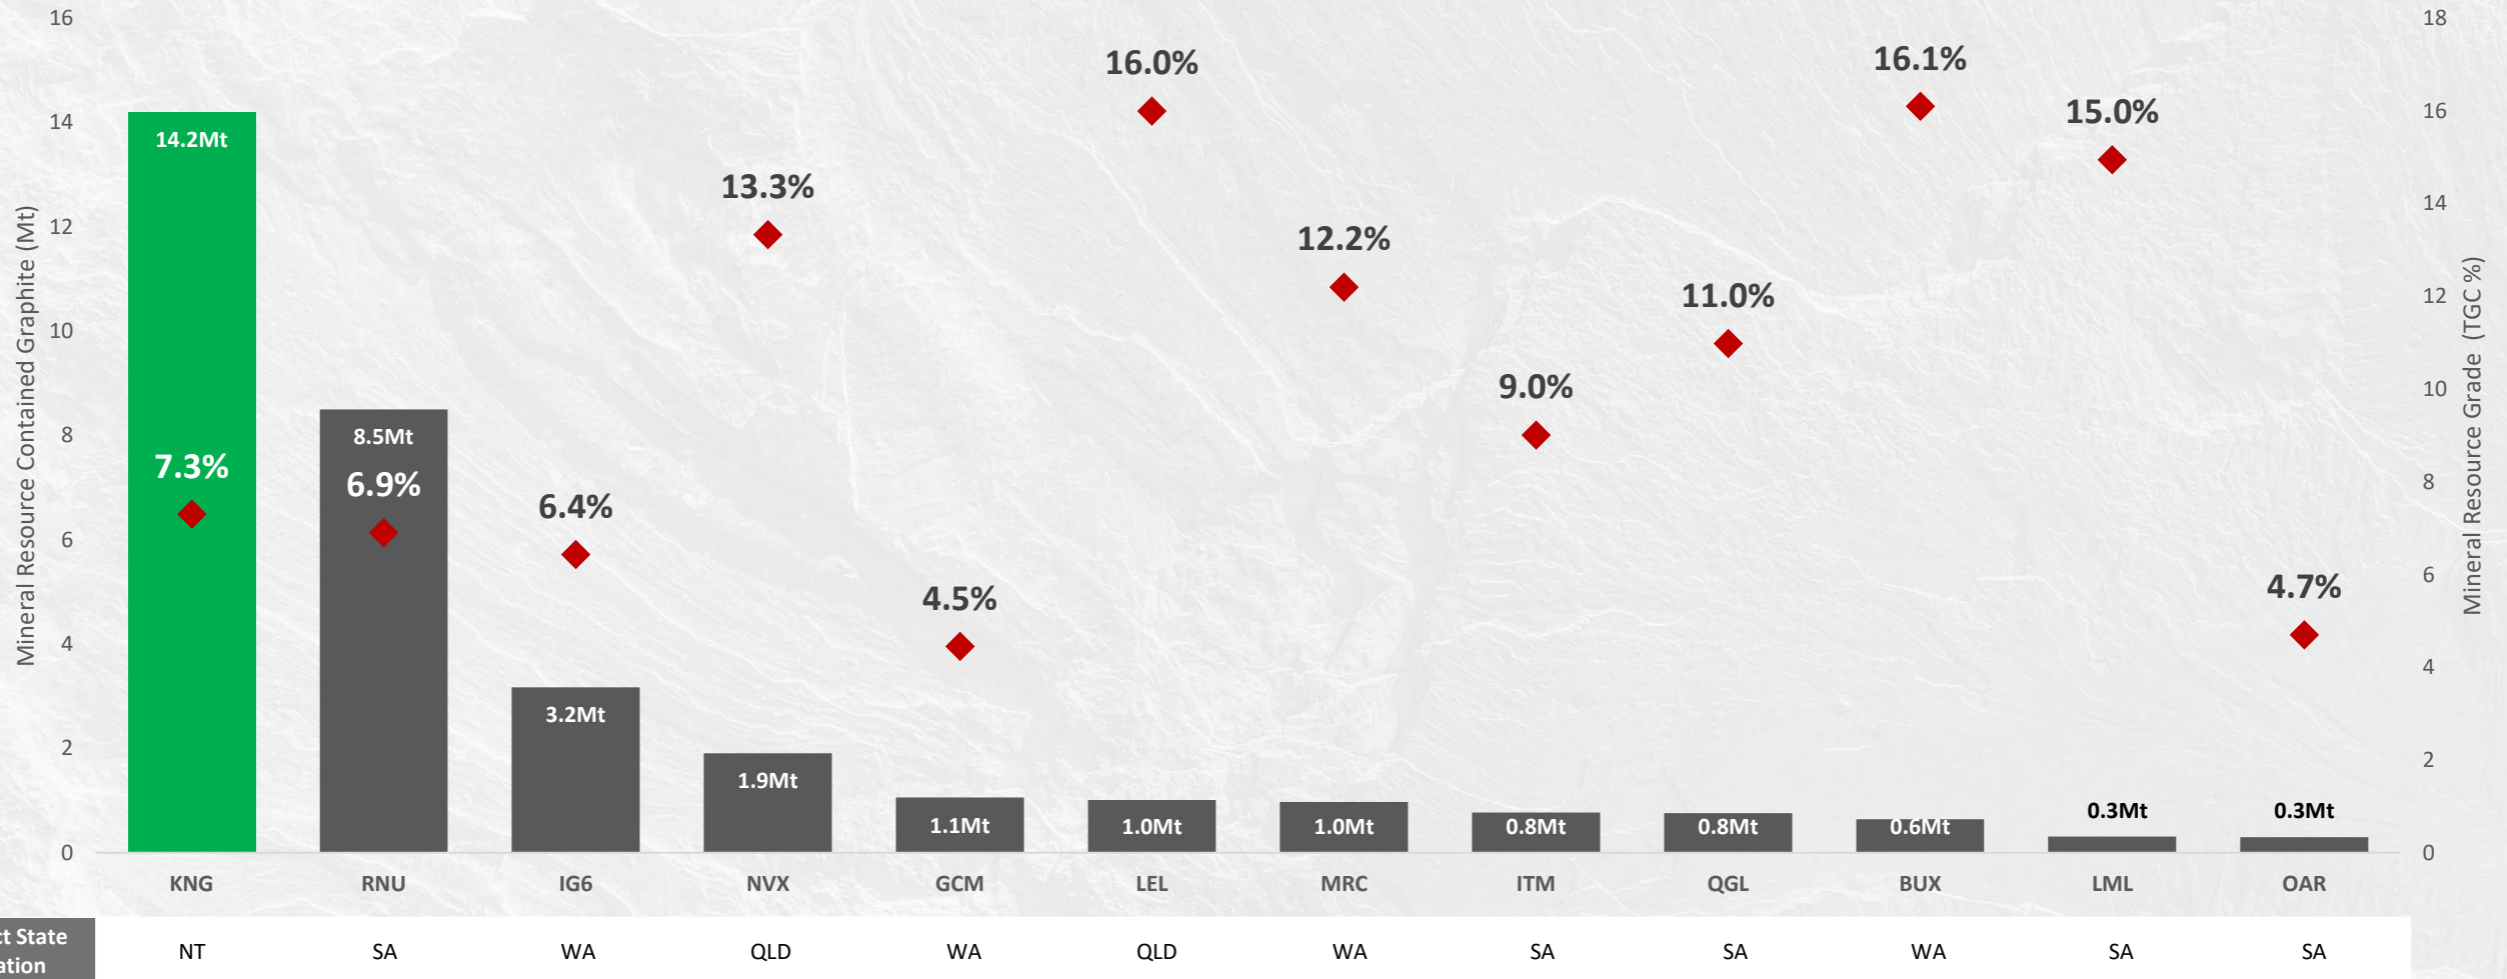 16
14
12
10
8
6
4
2
0
Mineral Resource Contained Graphite (Mt)
18
16
14
12
10
8
6
4
2
0
Mineral Resource Grade (TGC %)
14.2Mt
7.3%
8.5Mt
6.9%
3.2Mt
6.4%
1.9Mt
13.3%
1.1Mt
4.5%
1.0Mt
16.0%
1.0Mt
12.2%
0.8Mt
9.0%
0.8Mt
11.0%
0.6Mt
16.1%
0.3Mt
15.0%
0.3Mt
4.7%
KNG RNU IG6 NVX GCM LEL MRC ITM QGL BUX LML OAR
ct State
ation
NT SA WA QLD WA QLD WA SA SA WA SA SA